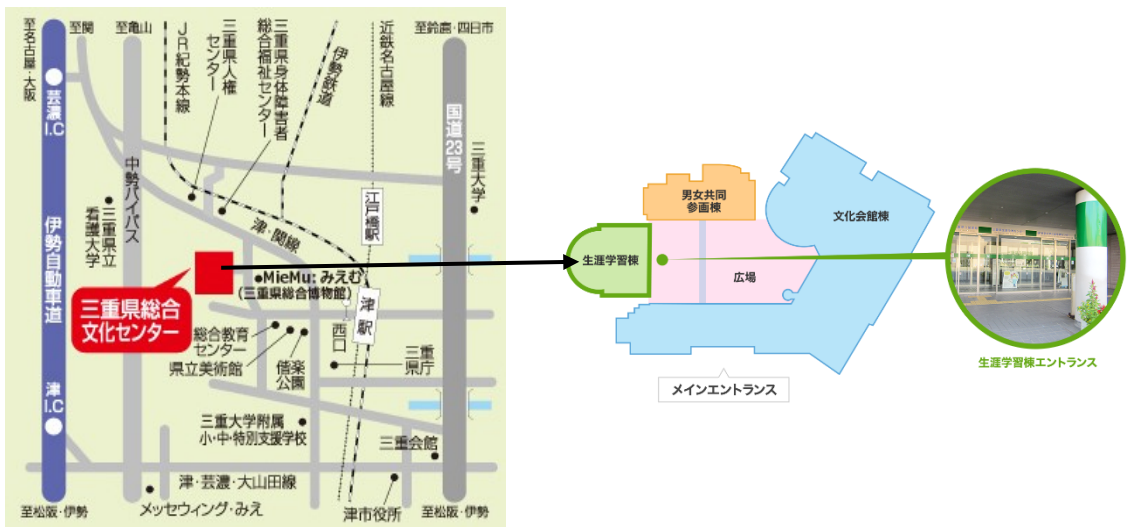 至名古屋・大阪
至関
至亀山
JR紀勢本線
三重県人権
センター
三重県身体障害者
総合福祉センター
伊勢鉄道
近鉄名古屋線
至鈴鹿・四日市
芸濃
I.C
中勢バイパス
国道23号
三重大学
三重県立
看護大学
江戸橋駅
津・関線
伊勢自動車道
MieMu:みえむ
(三重県総合博物館)
三重県総合
文化センター
津駅
西口
総合教育
センター
県立美術館
偕楽
公園
三重
県庁
津
I.C
三重大学附属
小・中・特別支援学校
三重会館
津・芸濃・大山田線
メッセウィング・みえ
津市役所
至松阪・伊勢
至松阪・伊勢
男女共同
参画棟
文化会館棟
生涯学習棟
広場
メインエントランス
生涯学習棟エントランス